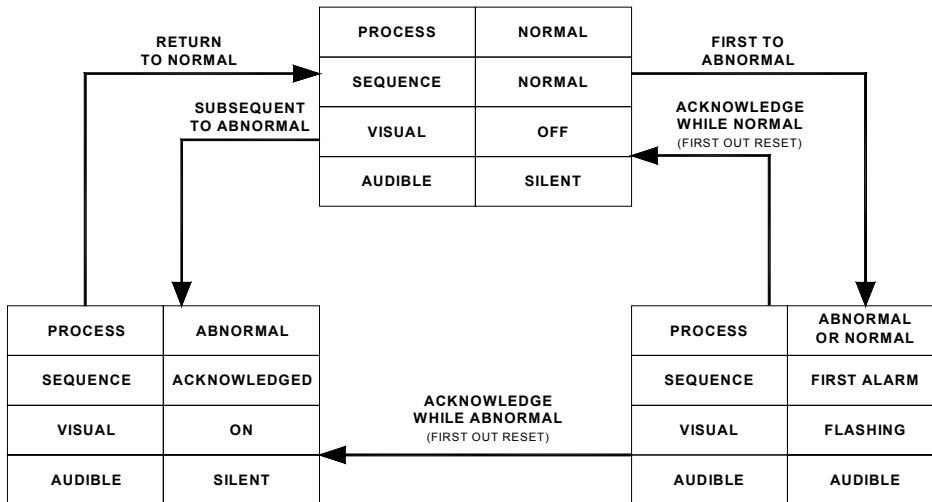 RETURN
TO NORMAL
PROCESS NORMAL
SEQUENCE NORMAL
VISUAL OFF
AUDIBLE SILENT
FIRST TO
ABNORMAL
SUBSEQUENT
TO ABNORMAL
ACKNOWLEDGE
WHILE NORMAL
(FIRST OUT RESET)
PROCESS ABNORMAL
SEQUENCE ACKNOWLEDGED
VISUAL ON
AUDIBLE SILENT
ACKNOWLEDGE
WHILE ABNORMAL
(FIRST OUT RESET)
PROCESS ABNORMAL
OR NORMAL
SEQUENCE FIRST ALARM
VISUAL FLASHING
AUDIBLE AUDIBLE